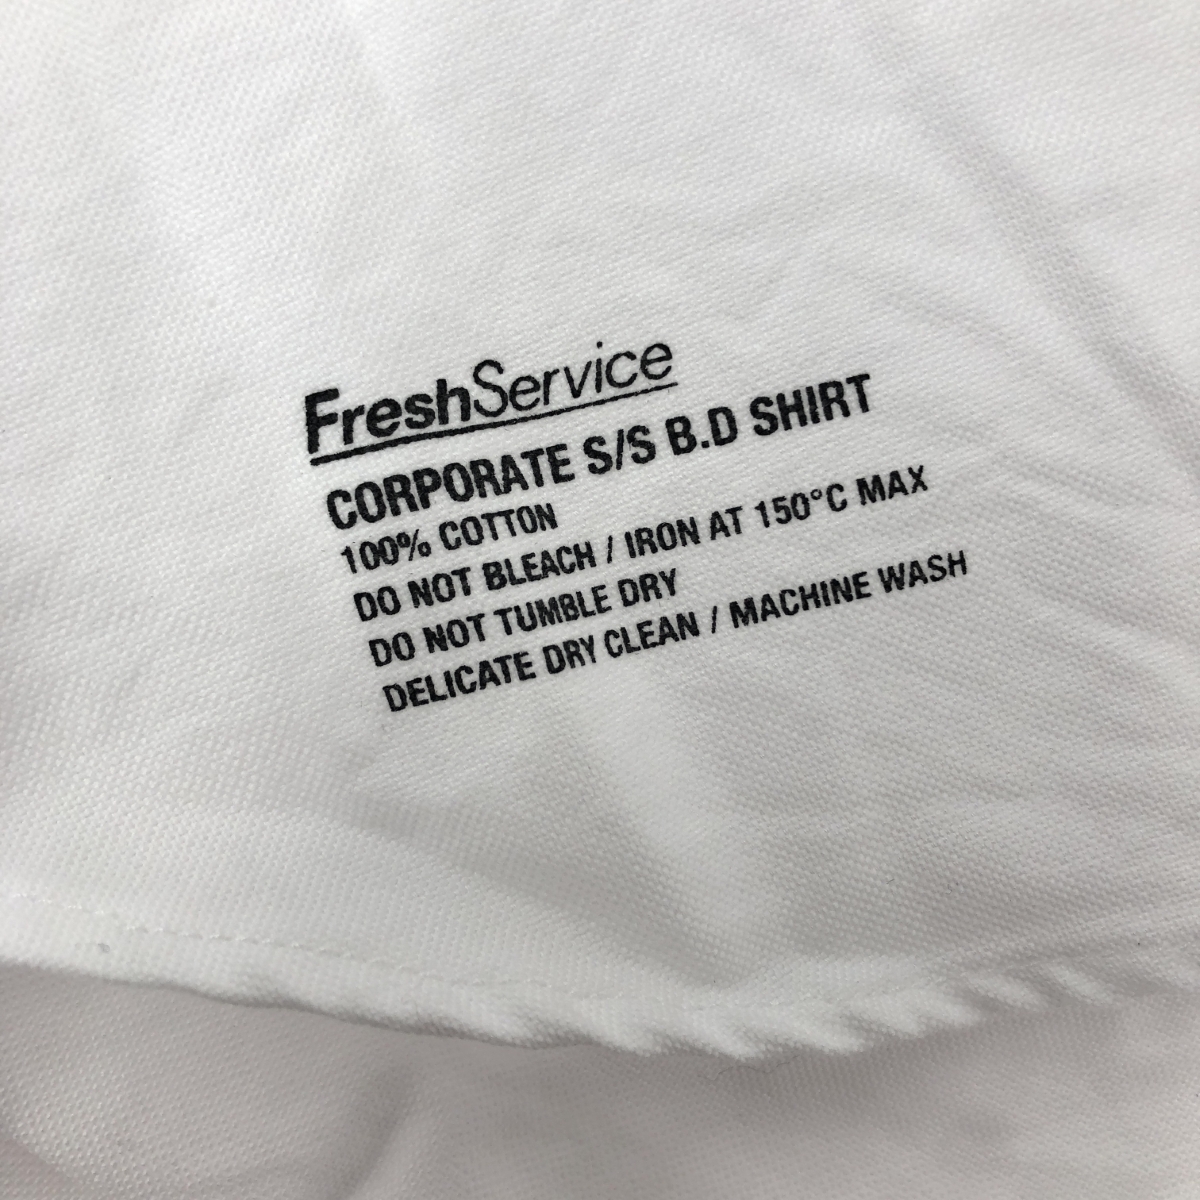 FreshService
CORPORATE S/S B.D SHIRT
100% COTTON
DO NOT BLEACH / IRON AT 150°C MAX
DO NOT TUMBLE DRY
DELICATE DRY CLEAN / MACHINE WASH